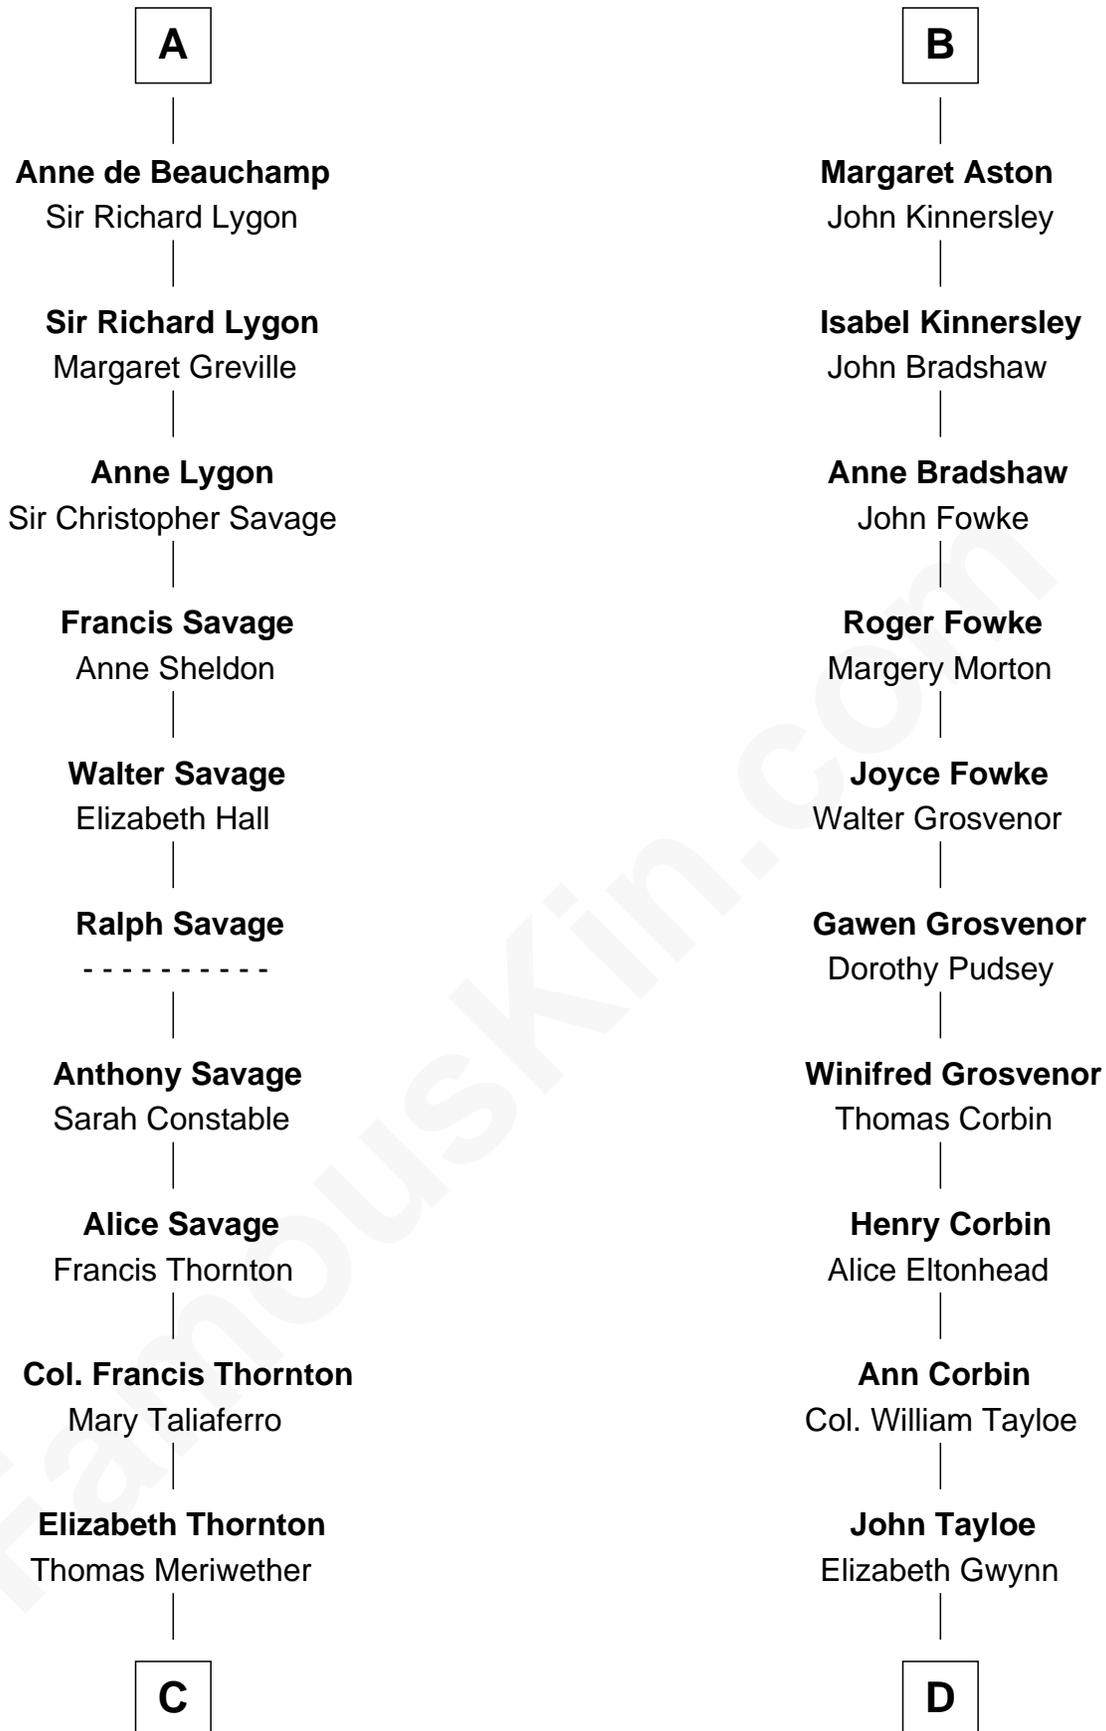 A
Anne de Beauchamp
Sir Richard Lygon
Sir Richard Lygon
Margaret Greville
Anne Lygon
Sir Christopher Savage
Francis Savage
Anne Sheldon
Walter Savage
Elizabeth Hall
Ralph Savage
- - - - - - - - - -
Anthony Savage
Sarah Constable
Alice Savage
Francis Thornton
Col. Francis Thornton
Mary Taliaferro
Elizabeth Thornton
Thomas Meriwether
C
B
Margaret Aston
John Kinnersley
Isabel Kinnersley
John Bradshaw
Anne Bradshaw
John Fowke
Roger Fowke
Margery Morton
Joyce Fowke
Walter Grosvenor
Gawen Grosvenor
Dorothy Pudsey
Winifred Grosvenor
Thomas Corbin
Henry Corbin
Alice Eltonhead
Ann Corbin
Col. William Tayloe
John Tayloe
Elizabeth Gwynn
D
FamousKin.com